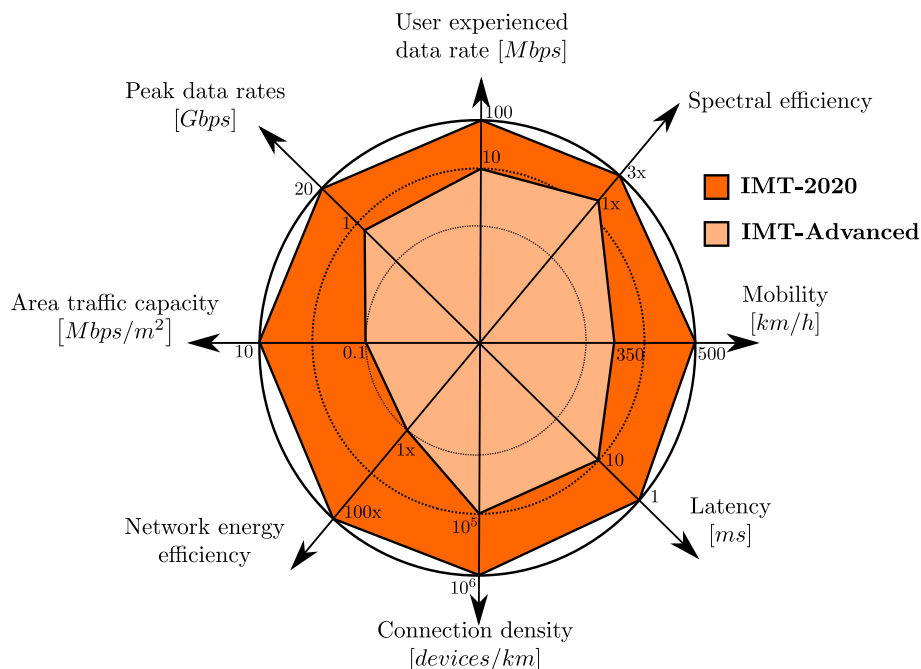 User experienced
data rate [Mbps]
Peak data rates
[Gbps]
Spectral efficiency
100
10
20
1
3x
1x
IMT-2020
IMT-Advanced
Area traffic capacity
[Mbps/m²]
10
0.1
Mobility
[km/h]
350
500
1x
100x
10
1
Network energy
efficiency
Latency
[ms]
10⁵
10⁶
Connection density
[devices/km]